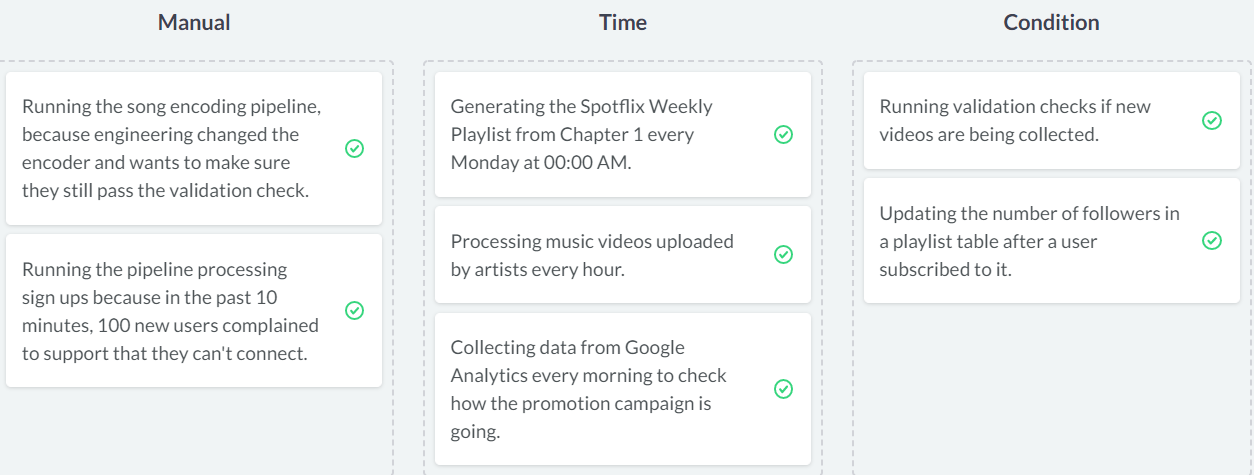 Manual
Running the song encoding pipeline,
because engineering changed the
encoder and wants to make sure
they still pass the validation check.
Running the pipeline processing
sign ups because in the past 10
minutes, 100 new users complained
to support that they can't connect.
Time
Generating the Spotflix Weekly
Playlist from Chapter 1 every
Monday at 00:00 AM.
Processing music videos uploaded
by artists every hour.
Collecting data from Google
Analytics every morning to check
how the promotion campaign is
going.
Condition
Running validation checks if new
videos are being collected.
Updating the number of followers in
a playlist table after a user
subscribed to it.